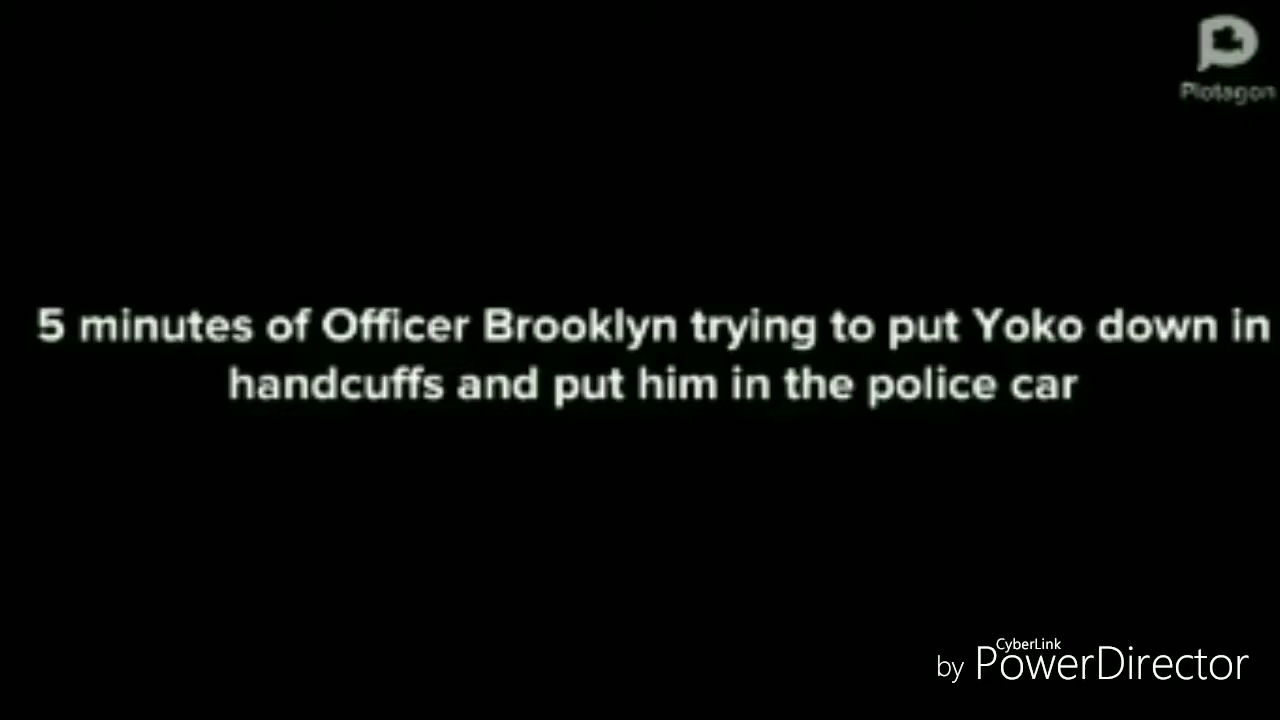 Plotagon
5 minutes of Officer Brooklyn trying to put Yoko down in
handcuffs and put him in the police car
CyberLink
by PowerDirector